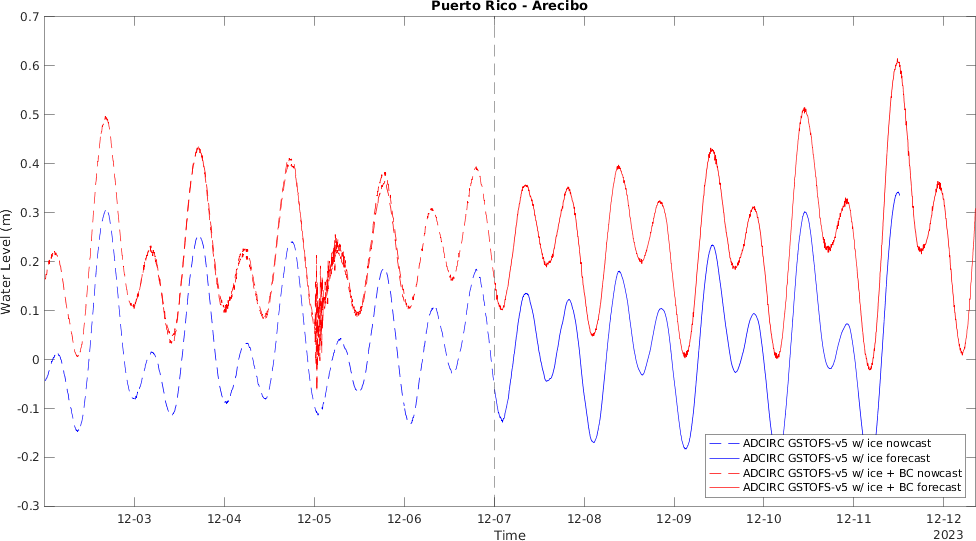 Puerto Rico - Arecibo
0.7
0.6
0.5
0.4
0.3
0.2
0.1
0
-0.1
-0.2
-0.3
Water Level (m)
ADCIRC GSTOFS-v5 w/ ice nowcast
ADCIRC GSTOFS-v5 w/ ice forecast
ADCIRC GSTOFS-v5 w/ ice + BC nowcast
ADCIRC GSTOFS-v5 w/ ice + BC forecast
12-03 12-04 12-05 12-06 12-07 12-08 12-09 12-10 12-11 12-12
Time 2023